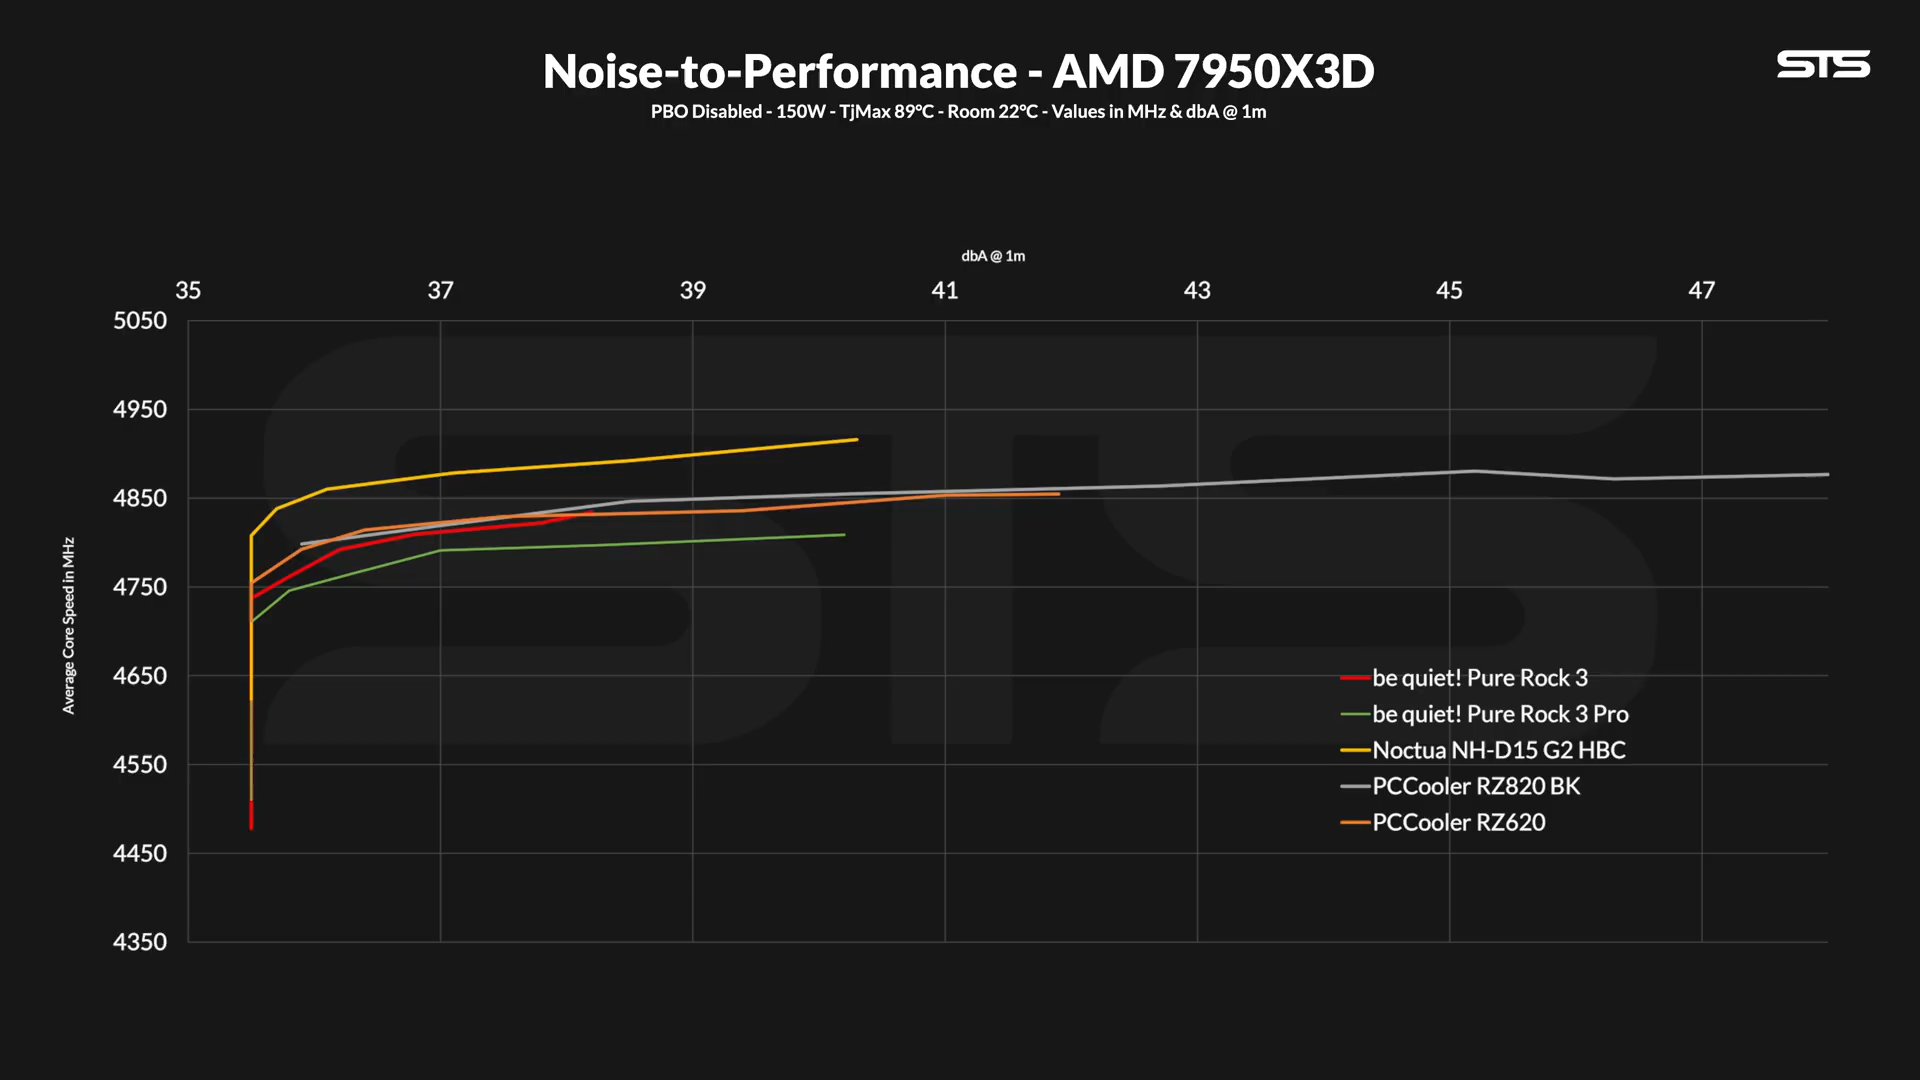 Noise-to-Performance - AMD 7950X3D
STS
PBO Disabled - 150W - TjMax 89°C - Room 22°C - Values in MHz & dbA @ 1m
dbA @ 1m
35 37 39 41 43 45 47
5050
4950
4850
4750
4650
4550
4450
4350
Average Core Speed in MHz
STS
be quiet! Pure Rock 3
be quiet! Pure Rock 3 Pro
Noctua NH-D15 G2 HBC
PCCooler RZ820 BK
PCCooler RZ620